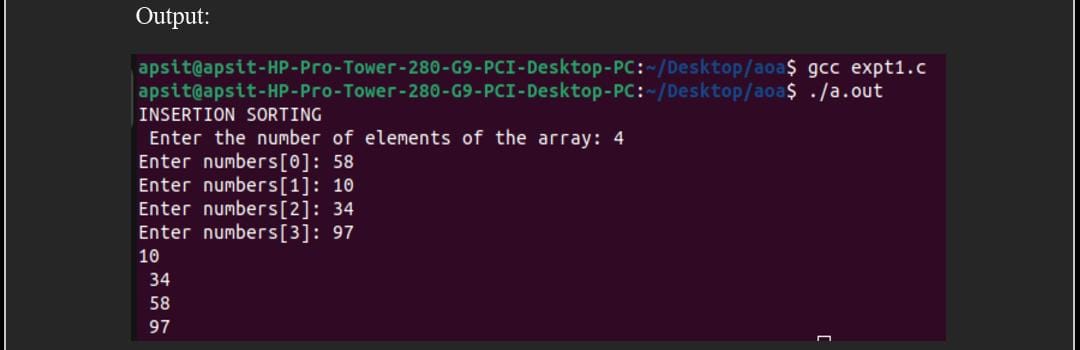 Output:
apsit@apsit-HP-Pro-Tower-280-G9-PCI-Desktop-PC:~/Desktop/aoa$ gcc expt1.c
apsit@apsit-HP-Pro-Tower-280-G9-PCI-Desktop-PC:~/Desktop/aoa$ ./a.out
INSERTION SORTING
 Enter the number of elements of the array: 4
Enter numbers[0]: 58
Enter numbers[1]: 10
Enter numbers[2]: 34
Enter numbers[3]: 97
10
 34
 58
 97